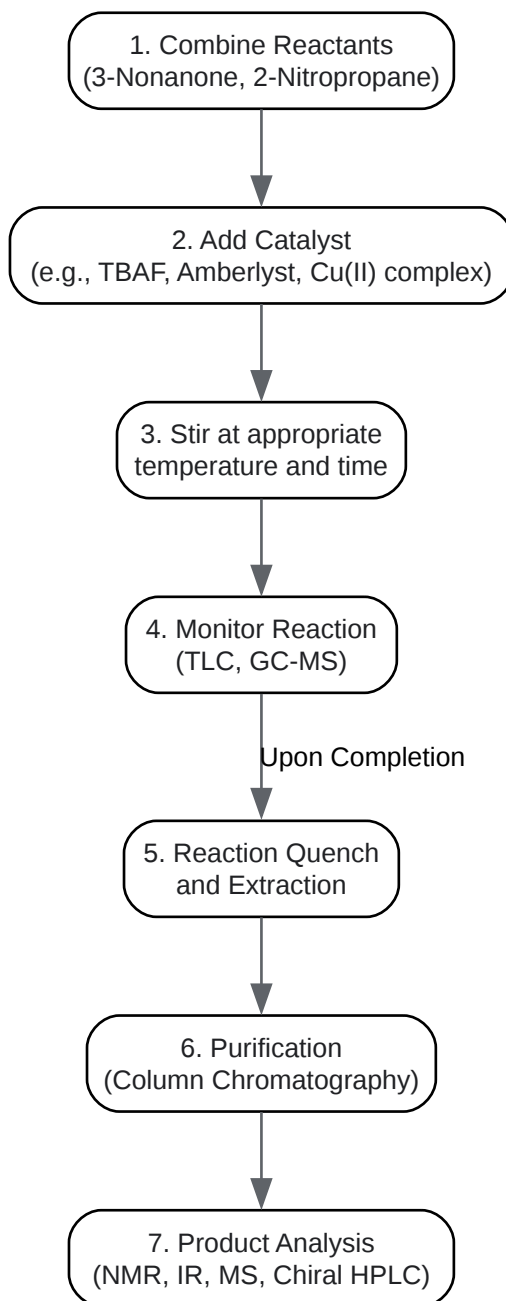 1. Combine Reactants
(3-Nonanone, 2-Nitropropane)
2. Add Catalyst
(e.g., TBAF, Amberlyst, Cu(II) complex)
3. Stir at appropriate
temperature and time
4. Monitor Reaction
(TLC, GC-MS)
Upon Completion
5. Reaction Quench
and Extraction
6. Purification
(Column Chromatography)
7. Product Analysis
(NMR, IR, MS, Chiral HPLC)